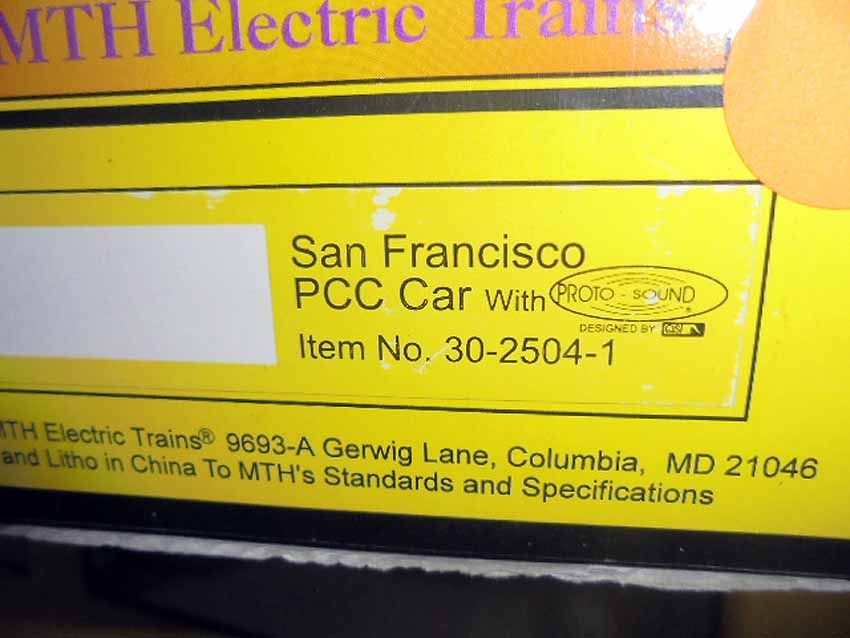 MTH Electric Trains
San Francisco
PCC Car With PROTO-SOUND
DESIGNED BY
Item No. 30-2504-1
MTH Electric Trains® 9693-A Gerwig Lane, Columbia, MD 21046
and Litho in China To MTH's Standards and Specifications